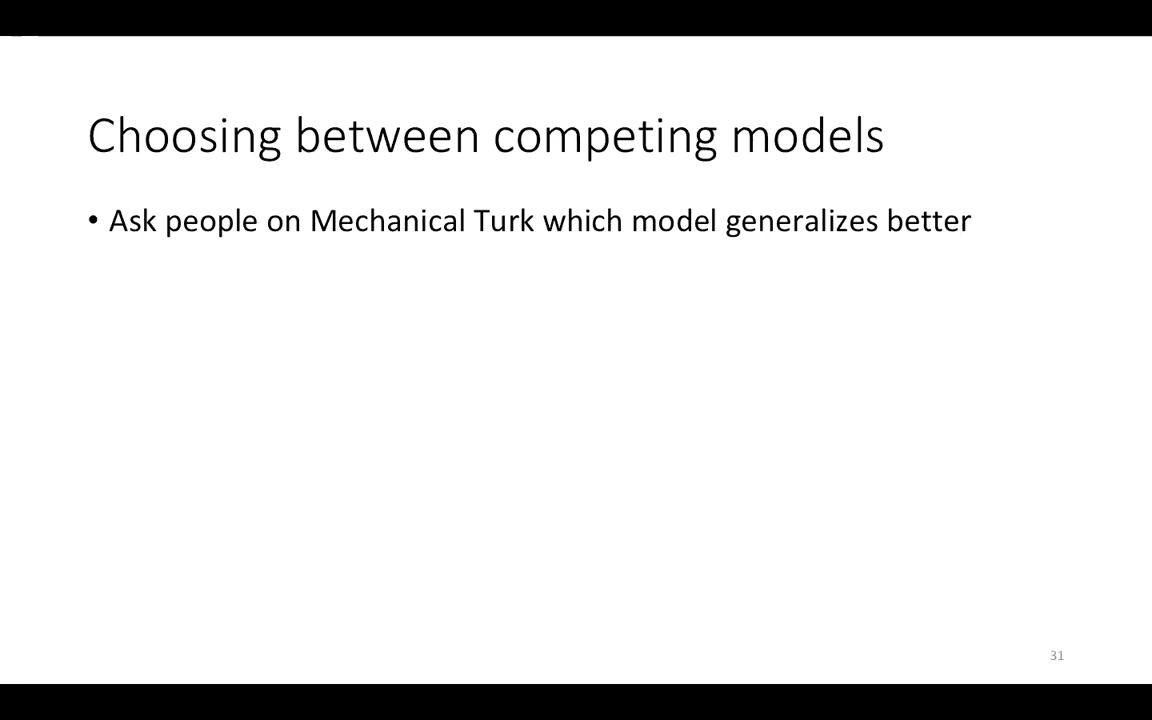 Choosing between competing models
• Ask people on Mechanical Turk which model generalizes better
31